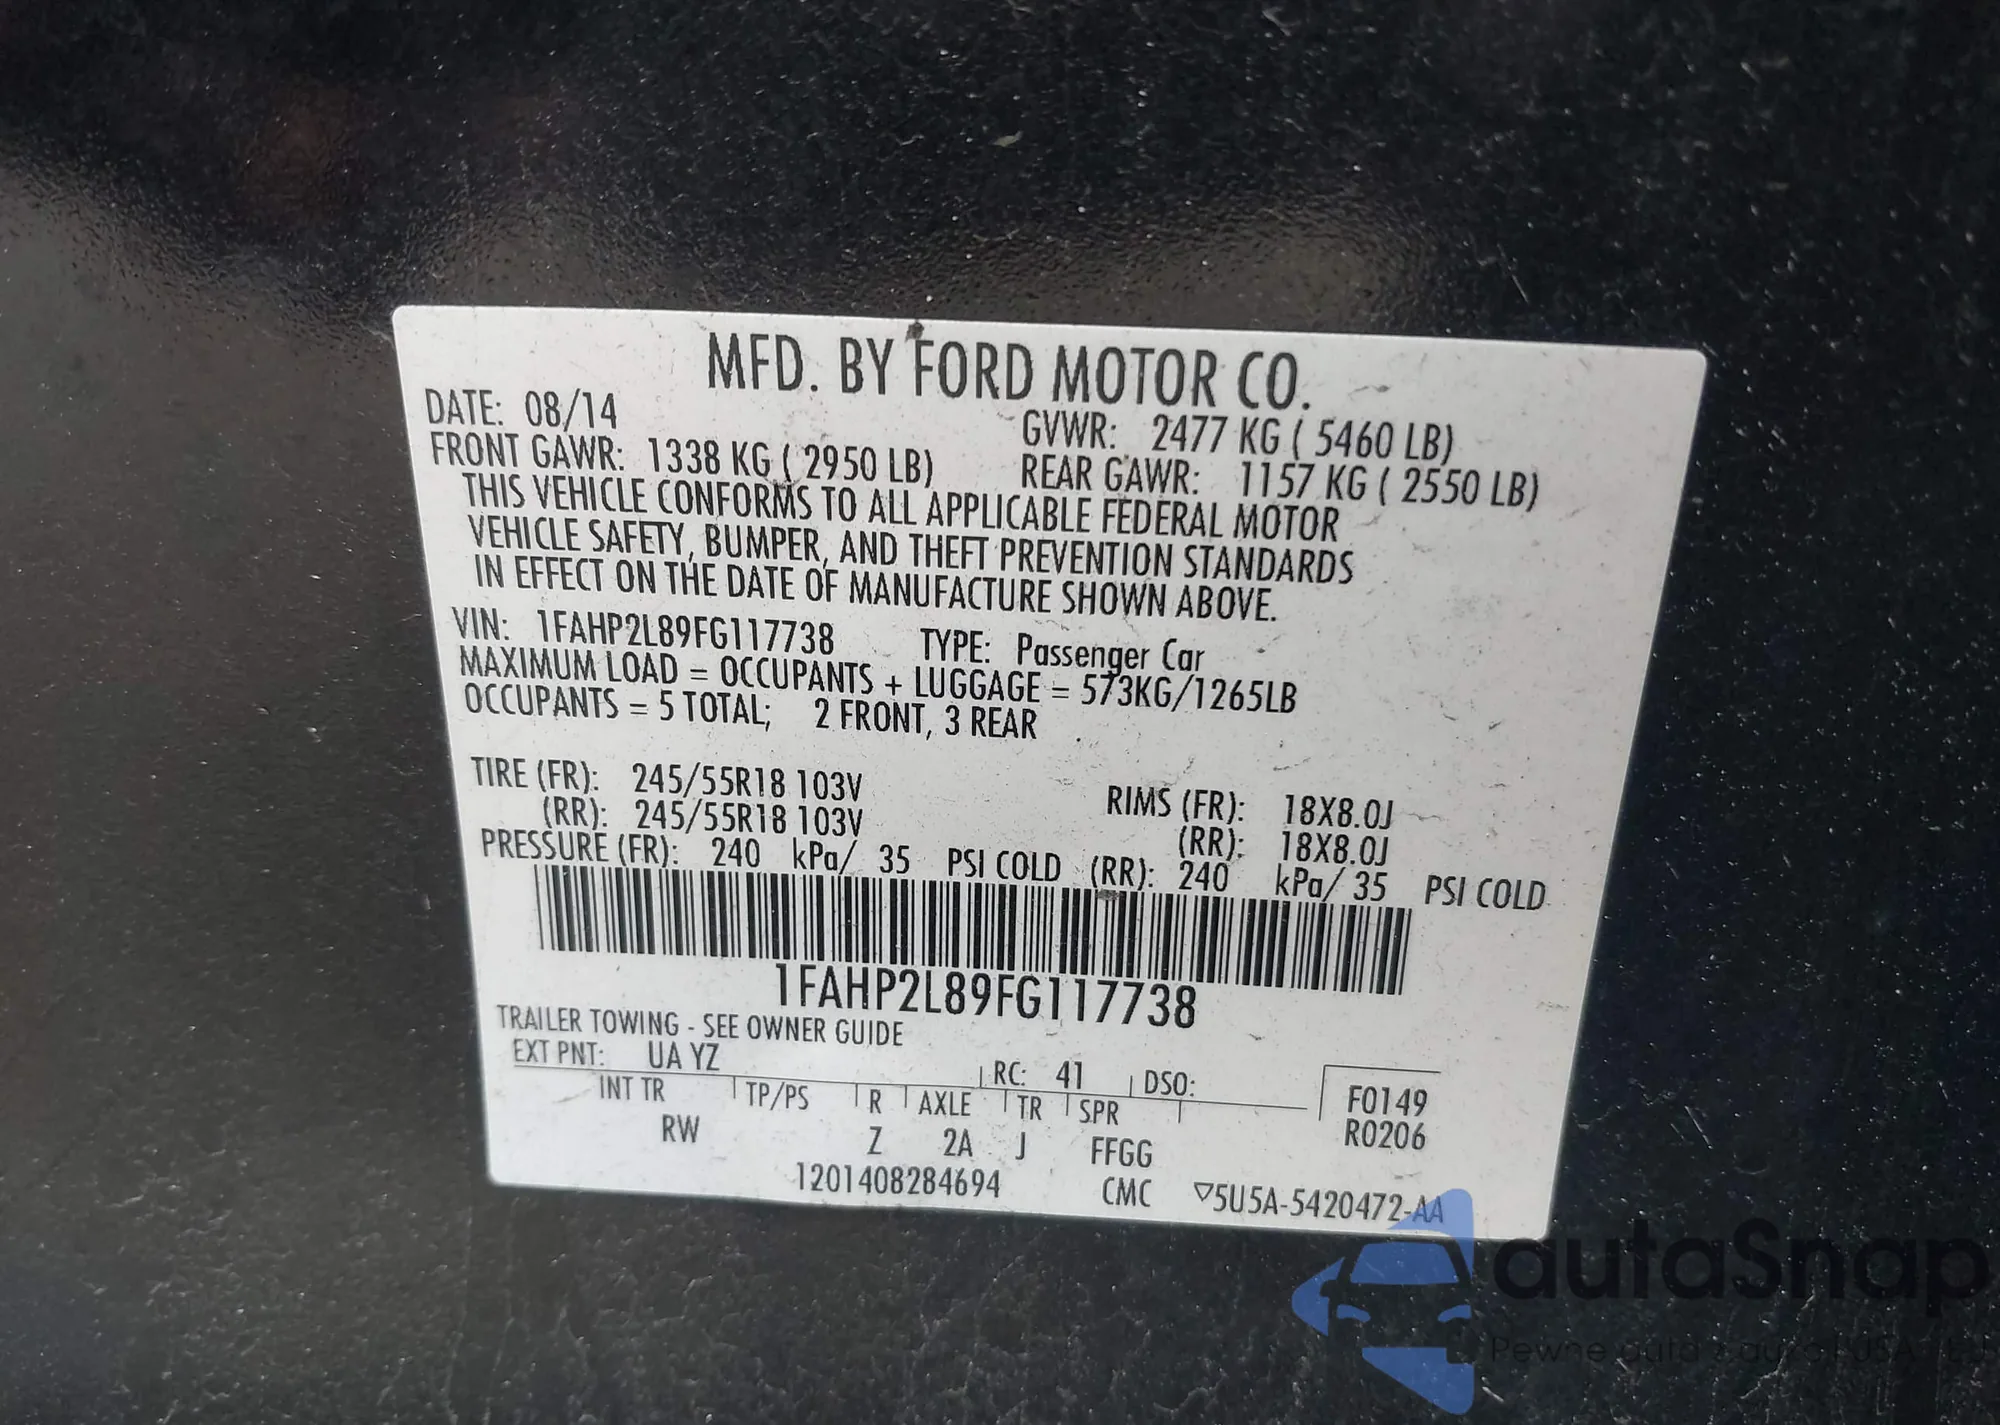 MFD. BY FORD MOTOR CO.
DATE: 08/14 GVWR: 2477 KG ( 5460 LB)
FRONT GAWR: 1338 KG ( 2950 LB) REAR GAWR: 1157 KG ( 2550 LB)
THIS VEHICLE CONFORMS TO ALL APPLICABLE FEDERAL MOTOR
VEHICLE SAFETY, BUMPER, AND THEFT PREVENTION STANDARDS
IN EFFECT ON THE DATE OF MANUFACTURE SHOWN ABOVE.
VIN: 1FAHP2L89FG117738 TYPE: Passenger Car
MAXIMUM LOAD = OCCUPANTS + LUGGAGE = 573KG/1265LB
OCCUPANTS = 5 TOTAL; 2 FRONT, 3 REAR
TIRE (FR): 245/55R18 103V RIMS (FR): 18X8.0J
(RR): 245/55R18 103V (RR): 18X8.0J
PRESSURE (FR): 240 kPa/ 35 PSI COLD (RR): 240 kPa/ 35 PSI COLD
1FAHP2L89FG117738
TRAILER TOWING - SEE OWNER GUIDE
EXT PNT: UA YZ RC: 41 DSO:
INT TR TP/PS R AXLE TR SPR F0149
RW Z 2A J FFGG R0206
1201408284694 CMC ▽5U5A-5420472-AA
autaSnap
Pewne auta z aukcji USA